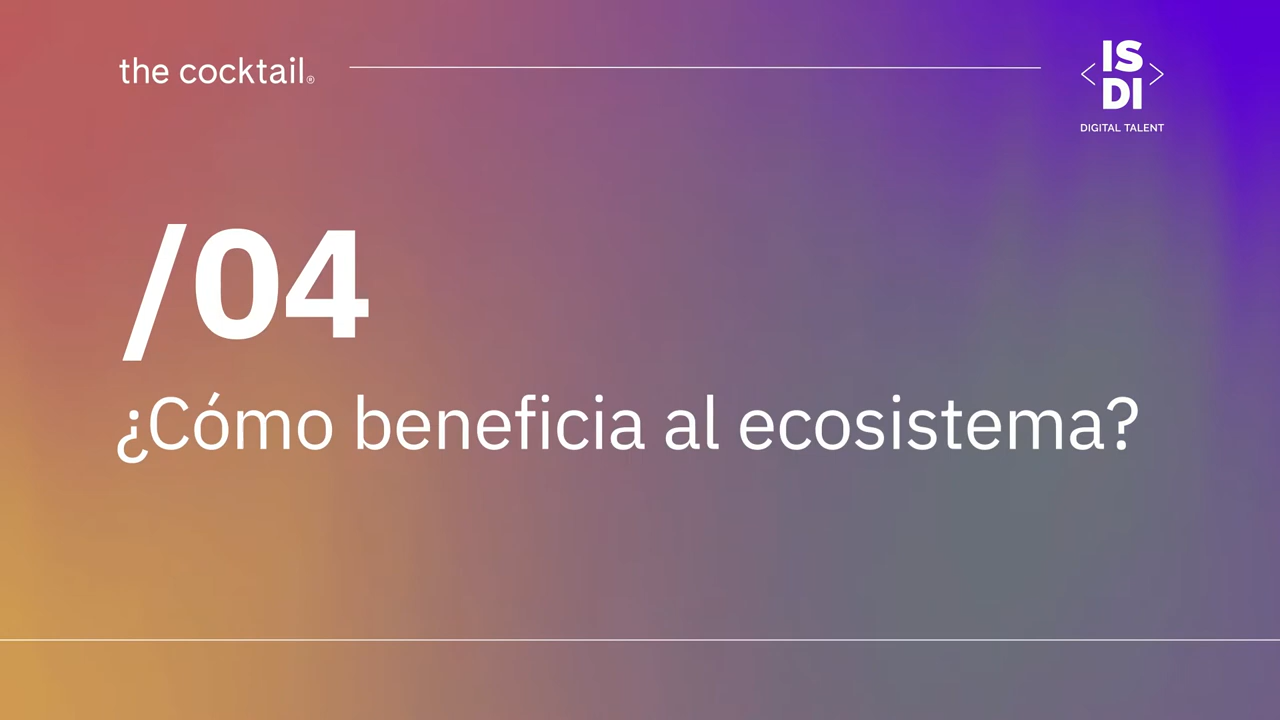 the cocktail®
IS
DI
DIGITAL TALENT
/04
¿Cómo beneficia al ecosistema?